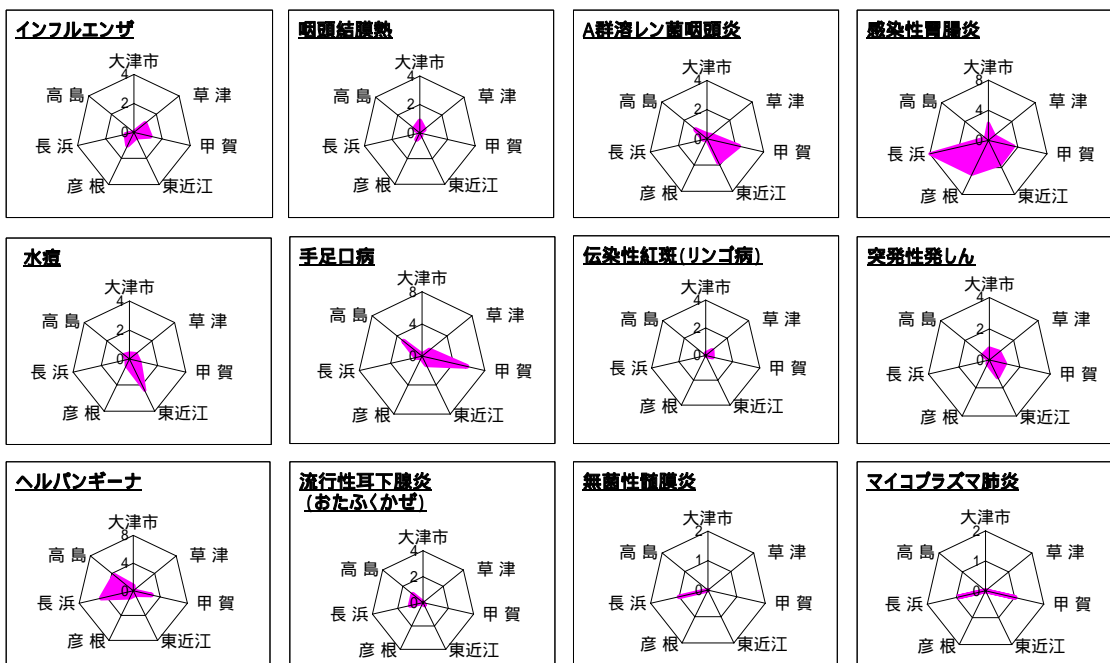 インフルエンザ
大津市
4
草 津
2
0
甲 賀
東近江
彦 根
長 浜
高 島
咽頭結膜熱
大津市
4
草 津
2
0
甲 賀
東近江
彦 根
長 浜
高 島
A群溶レン菌咽頭炎
大津市
4
草 津
2
0
甲 賀
東近江
彦 根
長 浜
高 島
感染性胃腸炎
大津市
8
草 津
4
0
甲 賀
東近江
彦 根
長 浜
高 島
水痘
大津市
4
草 津
2
0
甲 賀
東近江
彦 根
長 浜
高 島
手足口病
大津市
8
草 津
4
0
甲 賀
東近江
彦 根
長 浜
高 島
伝染性紅斑(リンゴ病)
大津市
4
草 津
2
0
甲 賀
東近江
彦 根
長 浜
高 島
突発性発しん
大津市
4
草 津
2
0
甲 賀
東近江
彦 根
長 浜
高 島
ヘルパンギーナ
大津市
8
草 津
4
0
甲 賀
東近江
彦 根
長 浜
高 島
流行性耳下腺炎
(おたふくかぜ)
大津市
4
草 津
2
0
甲 賀
東近江
彦 根
長 浜
高 島
無菌性髄膜炎
大津市
2
草 津
1
0
甲 賀
東近江
彦 根
長 浜
高 島
マイコプラズマ肺炎
大津市
2
草 津
1
0
甲 賀
東近江
彦 根
長 浜
高 島